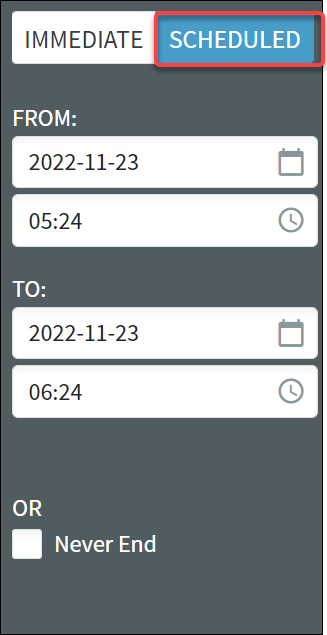 IMMEDIATE SCHEDULED
FROM:
2022-11-23
05:24
TO:
2022-11-23
06:24
OR
Never End